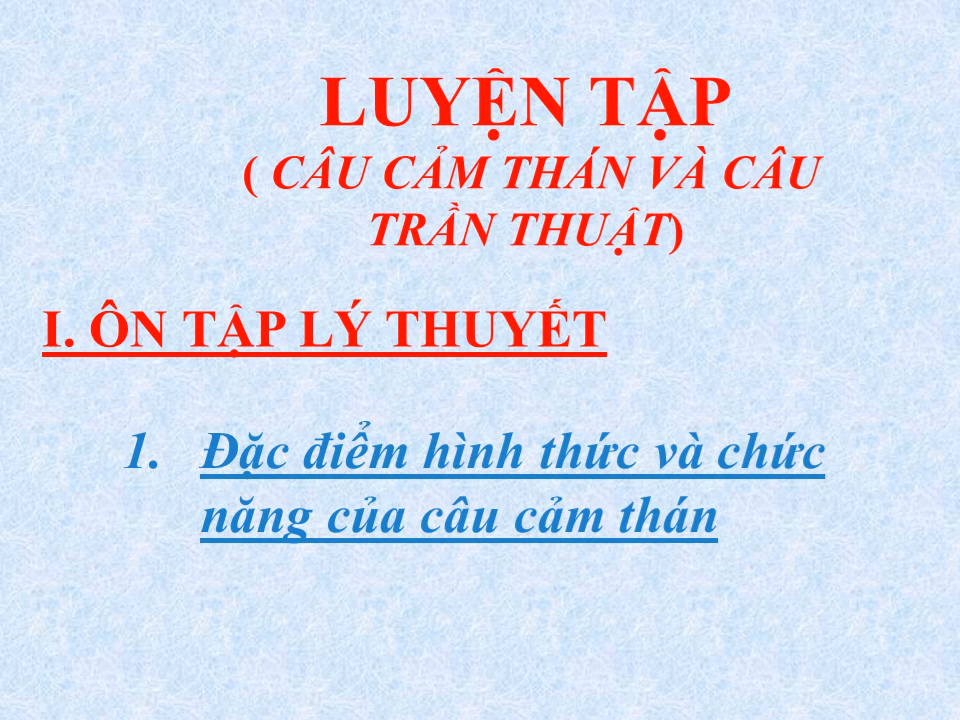 LUYỆN TẬP
( CÂU CẢM THÁN VÀ CÂU
TRẦN THUẬT)
I. ÔN TẬP LÝ THUYẾT
1. Đặc điểm hình thức và chức
năng của câu cảm thán